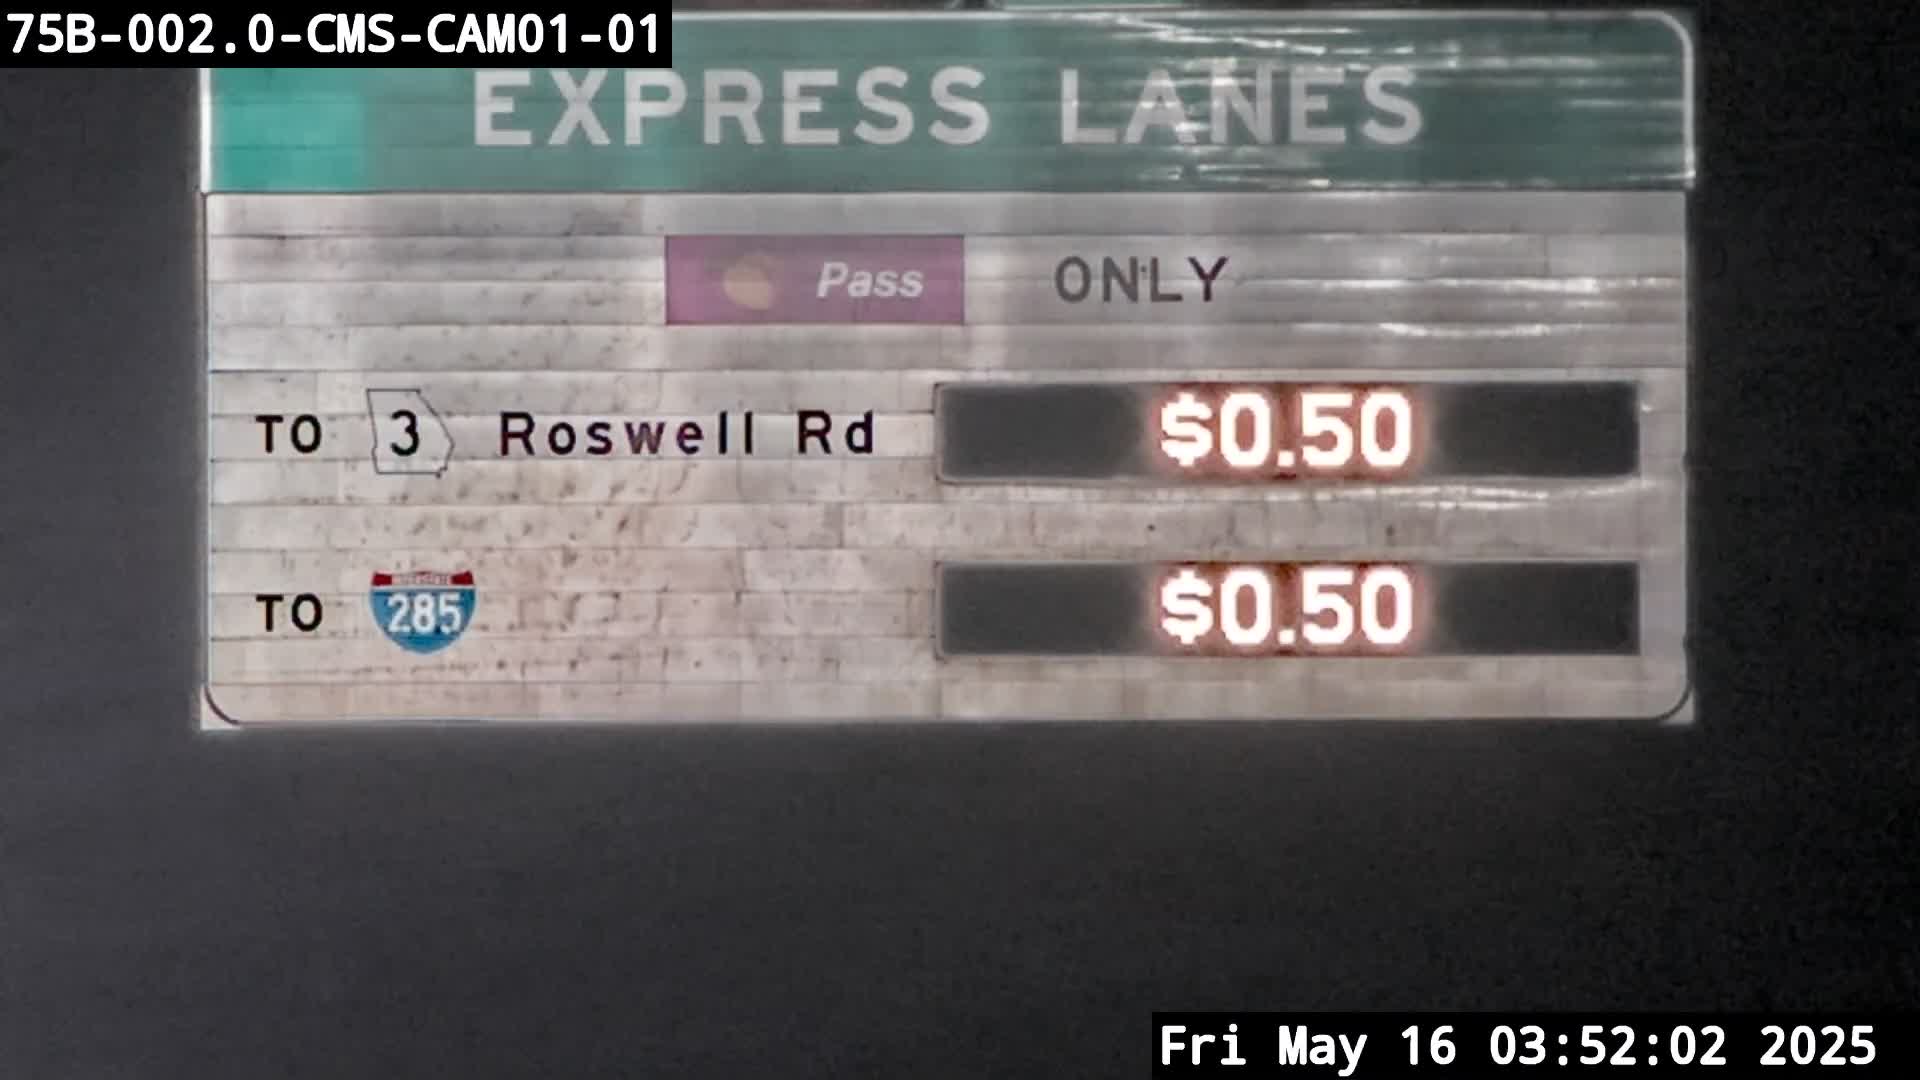 75B-002.0-CMS-CAM01-01
EXPRESS LANES
Pass ONLY
TO 3 Roswell Rd $0.50
TO INTERSTATE 285 $0.50
Fri May 16 03:52:02 2025